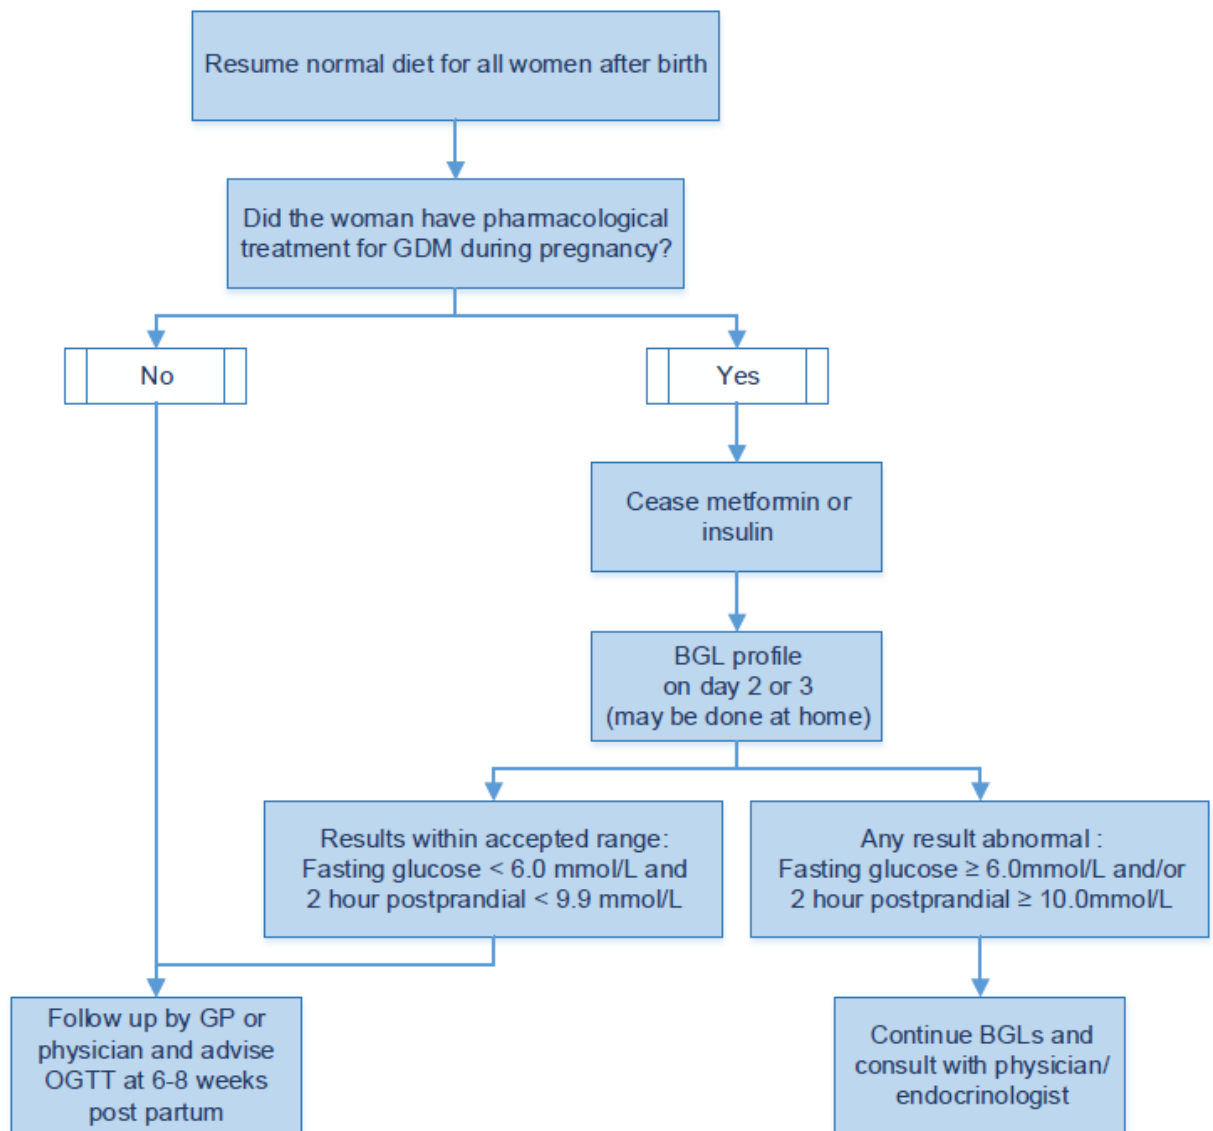 Resume normal diet for all women after birth
Did the woman have pharmacological
treatment for GDM during pregnancy?
No
Yes
Cease metformin or
insulin
BGL profile
on day 2 or 3
(may be done at home)
Results within accepted range:
Fasting glucose < 6.0 mmol/L and
2 hour postprandial < 9.9 mmol/L
Any result abnormal :
Fasting glucose ≥ 6.0mmol/L and/or
2 hour postprandial ≥ 10.0mmol/L
Follow up by GP or
physician and advise
OGTT at 6-8 weeks
post partum
Continue BGLs and
consult with physician/
endocrinologist